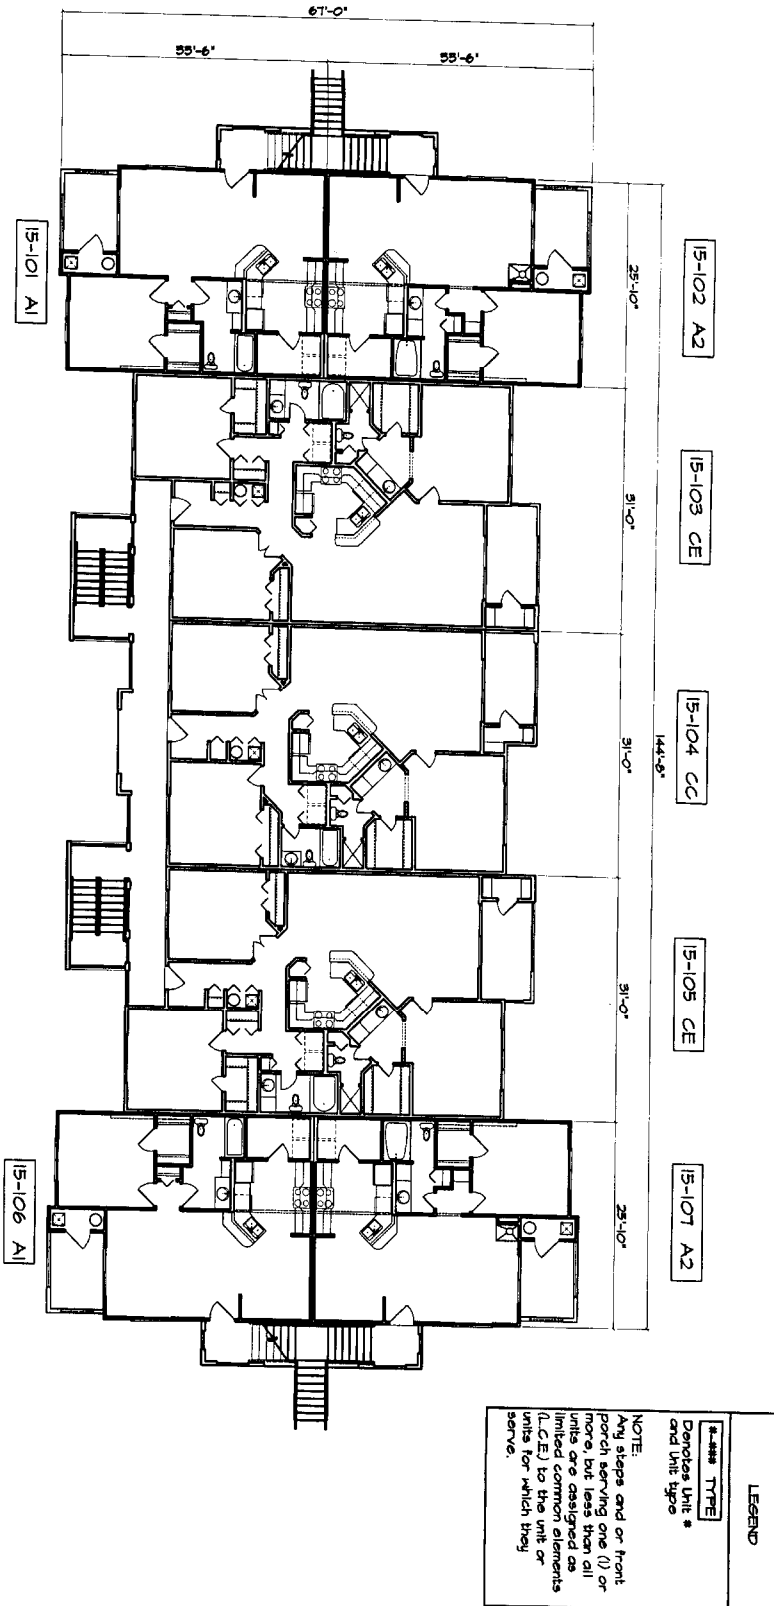 67'-0"
33'-6"
33'-6"
15-101 A1
15-102 A2
25'-10"
15-103 CE
31'-0"
15-104 CC
31'-0"
144'-8"
15-105 CE
31'-0"
15-106 A1
15-107 A2
25'-10"
LEGEND
#-### TYPE
Denotes Unit #
and Unit type
NOTE:
Any steps and or front
porch serving one (1) or
more, but less than all
units are assigned as
limited common elements
(L.C.E.) to the unit or
units for which they
serve.